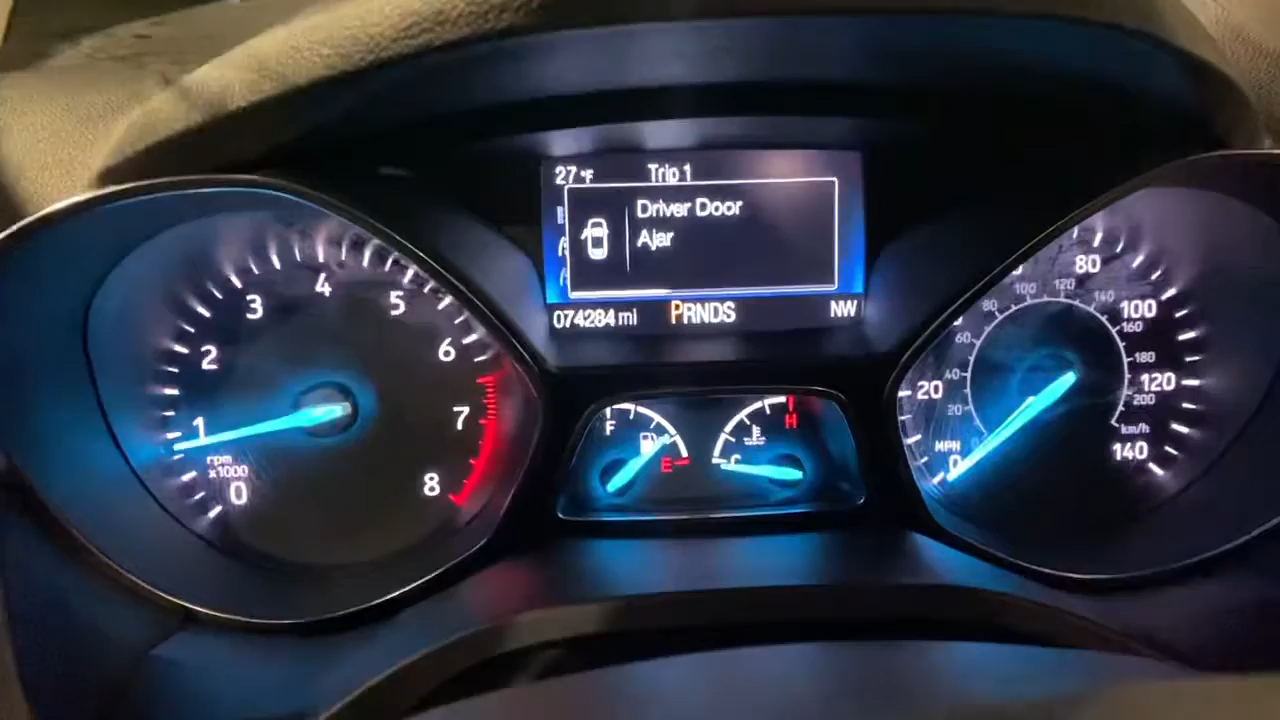 27°F Trip 1
Driver Door
Ajar
074284 mi PRNDS NW
0
1
2
3
4
5
6
7
8
rpm
x1000
F
E
C
H
0
20
80
100
120
140
MPH
20
40
60
80
100
120
140
160
180
200
km/h